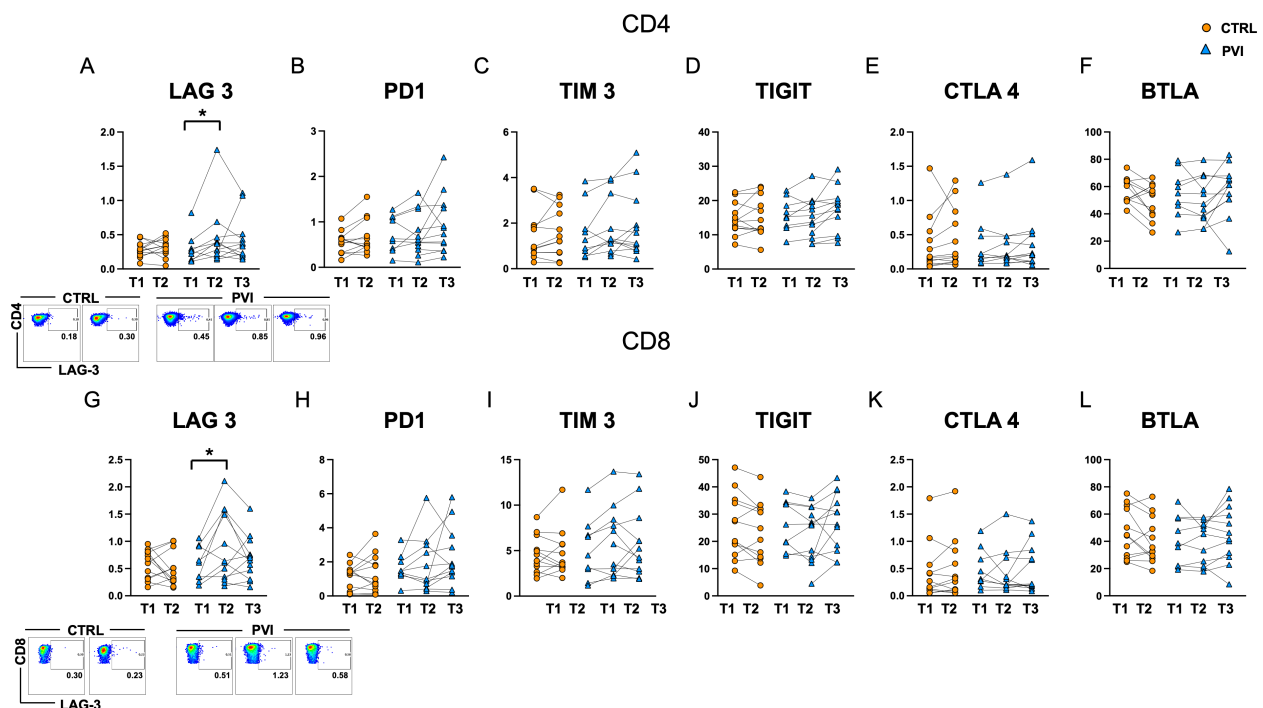 CD4
CTRL
PVI
A B C D E F
LAG 3 PD1 TIM 3 TIGIT CTLA 4 BTLA
*
2.0 3 6 40 2.0 100
1.5 2 4 30 1.5 80
1.0 1 2 20 1.0 60
0.5 0 0 10 0.5 40
0.0 0 0.0 20
0
T1 T2 T1 T2 T3 T1 T2 T1 T2 T3 T1 T2 T1 T2 T3 T1 T2 T1 T2 T3 T1 T2 T1 T2 T3 T1 T2 T1 T2 T3
CTRL PVI
CD4
0.18 0.30 0.45 0.85 0.96
LAG-3
CD8
G H I J K L
LAG 3 PD1 TIM 3 TIGIT CTLA 4 BTLA
*
2.5 8 15 50 2.5 100
2.0 6 10 40 2.0 80
1.5 4 5 30 1.5 60
1.0 2 0 20 1.0 40
0.5 0 10 0.5 20
0.0 0 0.0 0
T1 T2 T1 T2 T3 T1 T2 T1 T2 T3 T1 T2 T1 T2 T3 T1 T2 T1 T2 T3 T1 T2 T1 T2 T3 T1 T2 T1 T2 T3
CTRL PVI
CD8
0.30 0.23 0.51 1.23 0.58
LAG-3